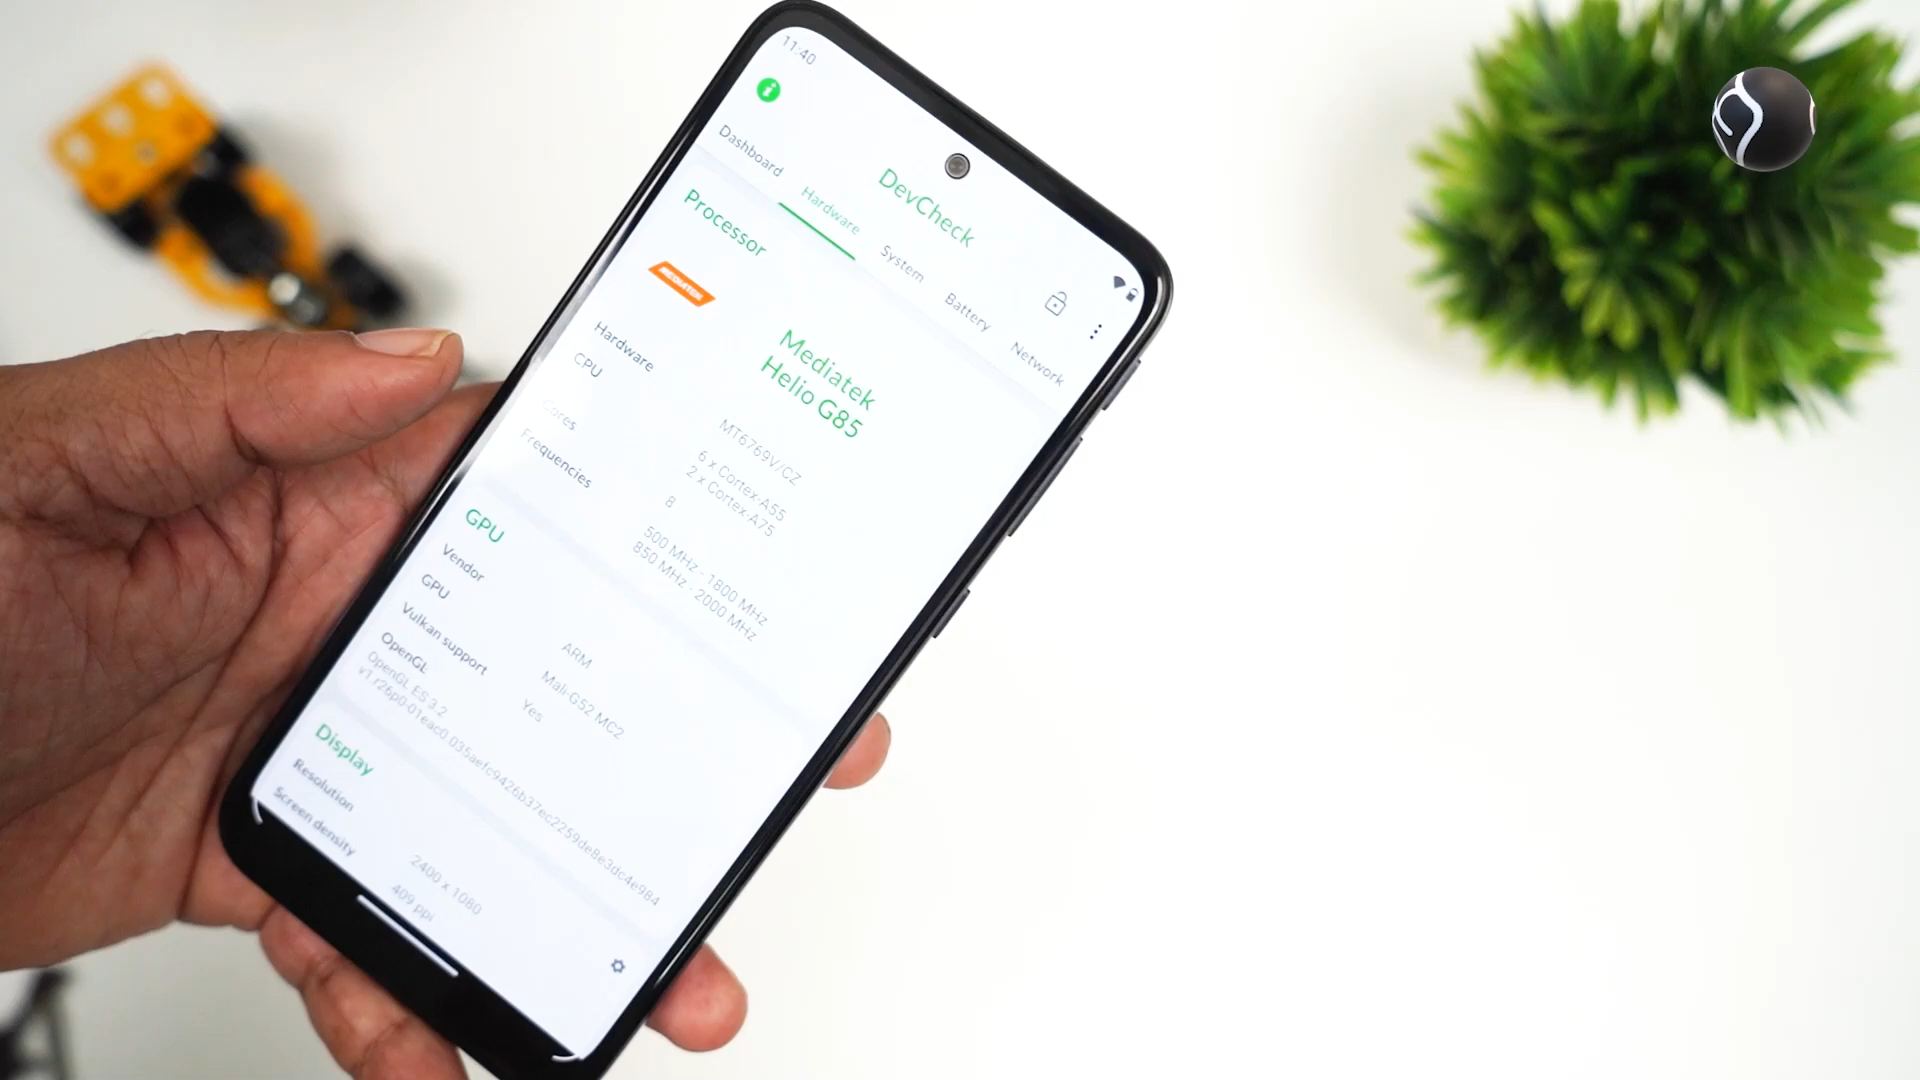 11:40
DevCheck
Dashboard
Hardware
System
Battery
Network
Processor
MEDIATEK
Mediatek
Helio G85
Hardware
MT6769V/CZ
CPU
6 x Cortex-A55
2 x Cortex-A75
Cores
8
Frequencies
500 MHz - 1800 MHz
850 MHz - 2000 MHz
GPU
Vendor
ARM
GPU
Mali-G52 MC2
Vulkan support
Yes
OpenGL
OpenGL ES 3.2
v1.r26p0-01eac0.035aefc9426b37ec2259de8e3dc4e984
Display
Resolution
2400 x 1080
Screen density
409 ppi